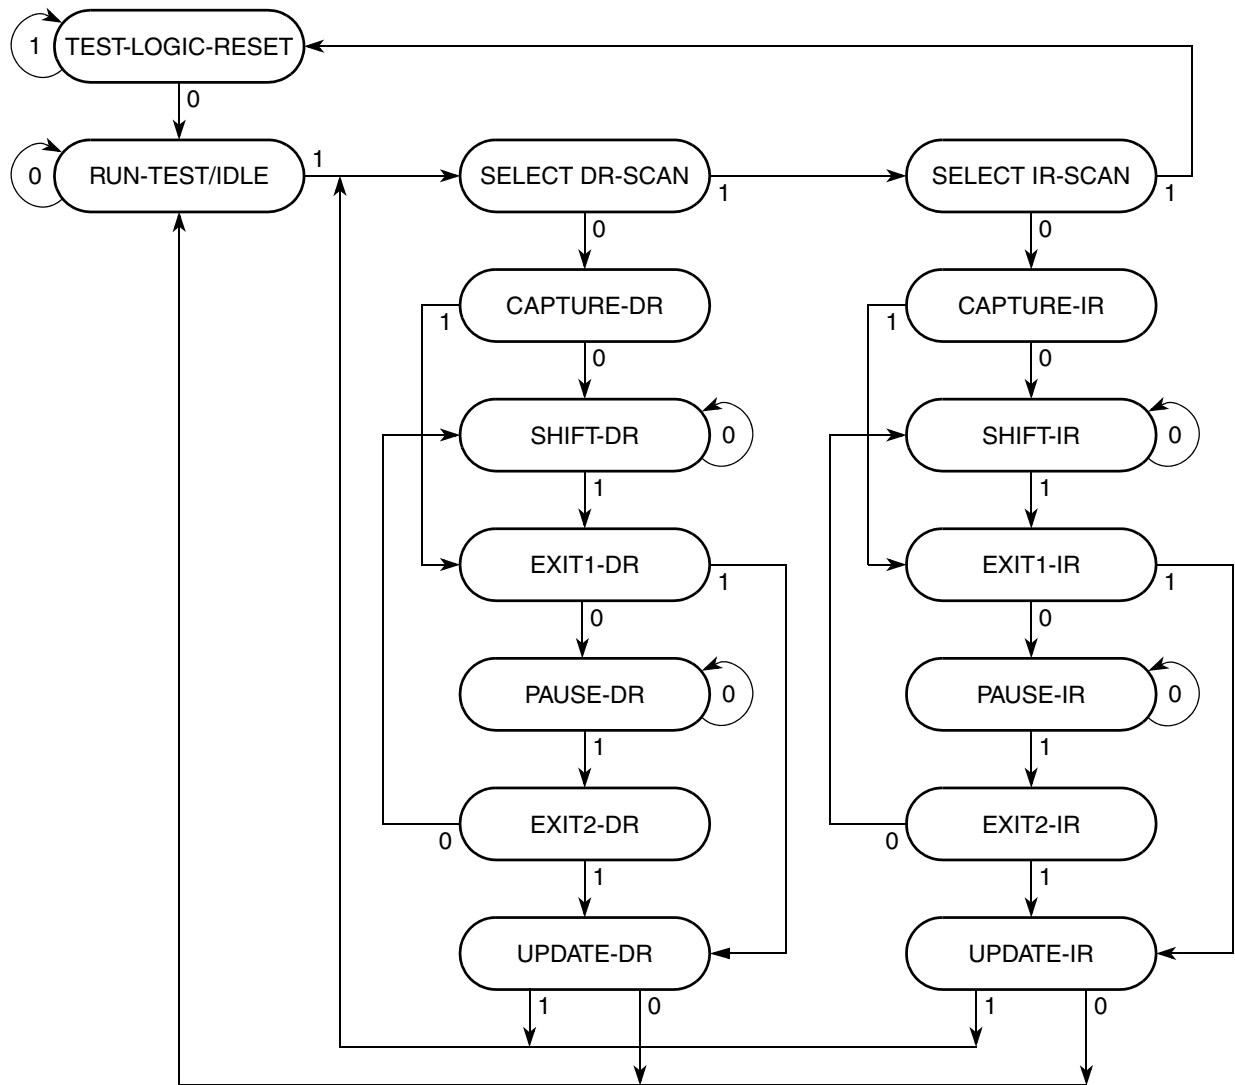 1 TEST-LOGIC-RESET
0
0 RUN-TEST/IDLE 1 SELECT DR-SCAN 1 SELECT IR-SCAN 1
0 0
CAPTURE-DR CAPTURE-IR
1 1
0 0
SHIFT-DR 0 SHIFT-IR 0
1 1
EXIT1-DR 1 EXIT1-IR 1
0 0
PAUSE-DR 0 PAUSE-IR 0
1 1
EXIT2-DR EXIT2-IR
0 0
1 1
UPDATE-DR UPDATE-IR
1 0 1 0